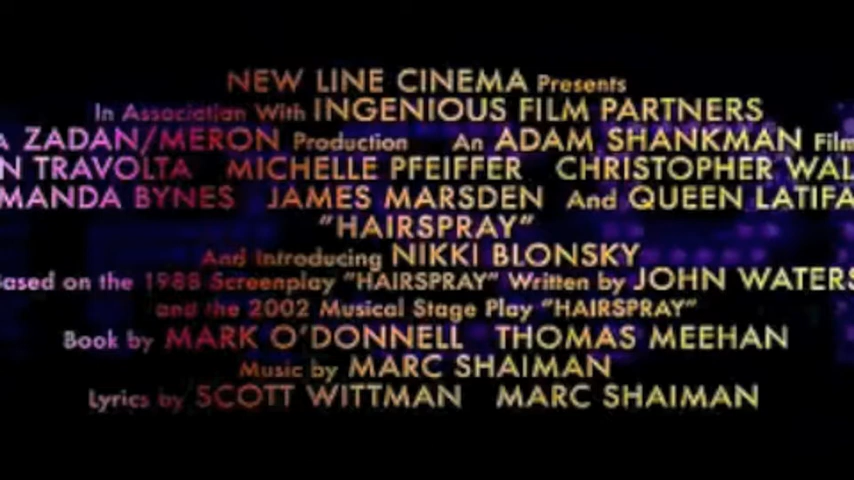 NEW LINE CINEMA Presents
In Association With INGENIOUS FILM PARTNERS
A ZADAN/MERON Production An ADAM SHANKMAN Film
N TRAVOLTA MICHELLE PFEIFFER CHRISTOPHER WAL
MANDA BYNES JAMES MARSDEN And QUEEN LATIFA
"HAIRSPRAY"
And Introducing NIKKI BLONSKY
ased on the 1988 Screenplay "HAIRSPRAY" Written by JOHN WATERS
and the 2002 Musical Stage Play "HAIRSPRAY"
Book by MARK O'DONNELL THOMAS MEEHAN
Music by MARC SHAIMAN
Lyrics by SCOTT WITTMAN MARC SHAIMAN